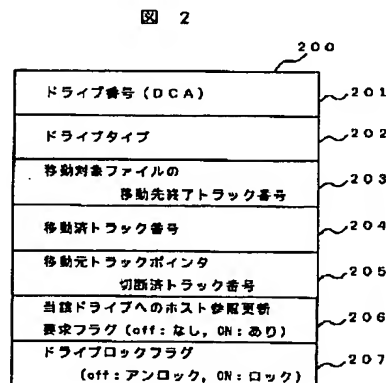 図 2
200
ドライブ番号(DCA)
201
ドライブタイプ
202
移動対象ファイルの
移動先終了トラック番号
203
移動済トラック番号
204
移動元トラックポインタ
切断済トラック番号
205
当該ドライブへのホスト参照更新
要求フラグ(off:なし,ON:あり)
206
ドライブロックフラグ
(off:アンロック,ON:ロック)
207